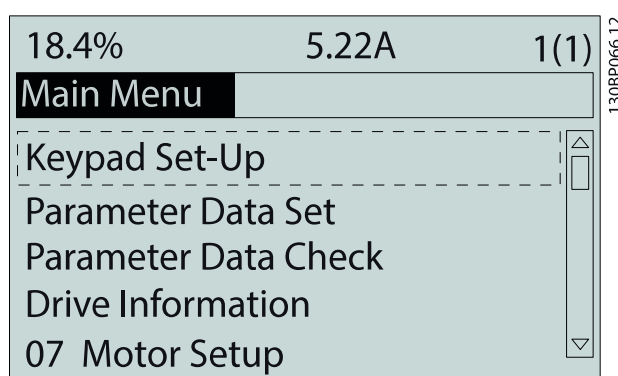 18.4% 5.22A 1(1)
Main Menu
Keypad Set-Up
Parameter Data Set
Parameter Data Check
Drive Information
07 Motor Setup
130BP066.12